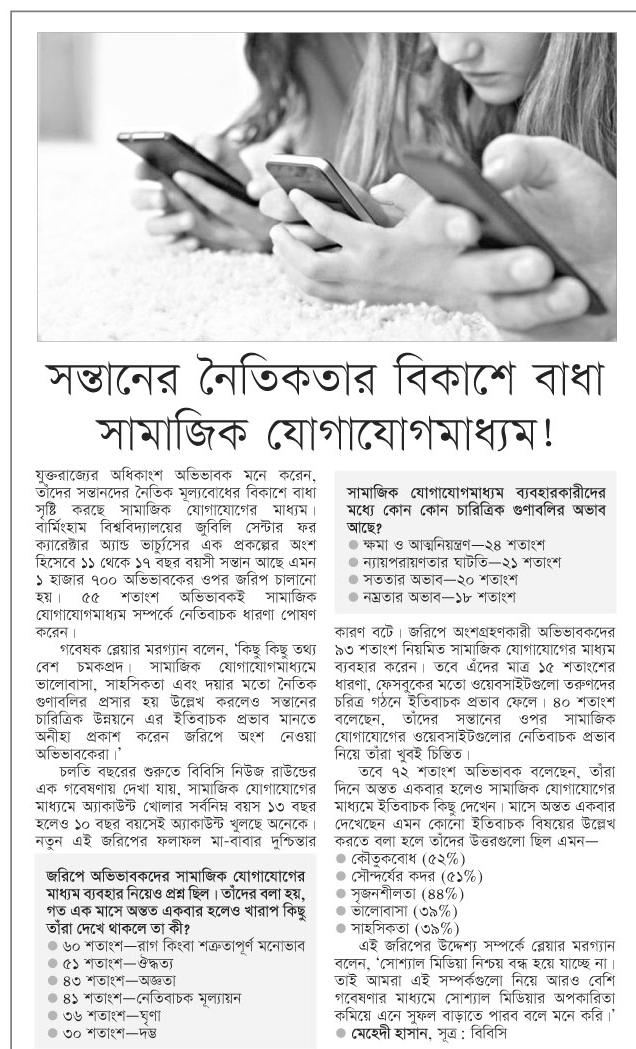 সন্তানের নৈতিকতার বিকাশে বাধা
সামাজিক যোগাযোগমাধ্যম!
যুক্তরাজ্যের অধিকাংশ অভিভাবক মনে করেন,
তাঁদের সন্তানদের নৈতিক মূল্যবোধের বিকাশে বাধা
সৃষ্টি করছে সামাজিক যোগাযোগের মাধ্যম।
বার্মিংহাম বিশ্ববিদ্যালয়ের জুবিলি সেন্টার ফর
ক্যারেক্টার অ্যান্ড ভার্চ্যুসের এক প্রকল্পের অংশ
হিসেবে ১১ থেকে ১৭ বছর বয়সী সন্তান আছে এমন
১ হাজার ৭০০ অভিভাবকের ওপর জরিপ চালানো
হয়। ৫৫ শতাংশ অভিভাবকই সামাজিক
যোগাযোগমাধ্যম সম্পর্কে নেতিবাচক ধারণা পোষণ
করেন।
গবেষক ব্লেয়ার মরগ্যান বলেন, ‘কিছু কিছু তথ্য
বেশ চমকপ্রদ। সামাজিক যোগাযোগমাধ্যমে
ভালোবাসা, সাহসিকতা এবং দয়ার মতো নৈতিক
গুণাবলির প্রসার হয় উল্লেখ করলেও সন্তানের
চারিত্রিক উন্নয়নে এর ইতিবাচক প্রভাব মানতে
অনীহা প্রকাশ করেন জরিপে অংশ নেওয়া
অভিভাবকেরা।’
চলতি বছরের শুরুতে বিবিসি নিউজ রাউন্ডের
এক গবেষণায় দেখা যায়, সামাজিক যোগাযোগের
মাধ্যমে অ্যাকাউন্ট খোলার সর্বনিম্ন বয়স ১৩ বছর
হলেও ১০ বছর বয়সেই অ্যাকাউন্ট খুলছে অনেকে।
নতুন এই জরিপের ফলাফল মা-বাবার দুশ্চিন্তার
জরিপে অভিভাবকদের সামাজিক যোগাযোগের
মাধ্যম ব্যবহার নিয়েও প্রশ্ন ছিল। তাঁদের বলা হয়,
গত এক মাসে অন্তত একবার হলেও খারাপ কিছু
তাঁরা দেখে থাকলে তা কী?
● ৬০ শতাংশ—রাগ কিংবা শত্রুতাপূর্ণ মনোভাব
● ৫১ শতাংশ—ঔদ্ধত্য
● ৪৩ শতাংশ—অজ্ঞতা
● ৪১ শতাংশ—নেতিবাচক মূল্যায়ন
● ৩৬ শতাংশ—ঘৃণা
● ৩০ শতাংশ—দম্ভ
সামাজিক যোগাযোগমাধ্যম ব্যবহারকারীদের
মধ্যে কোন কোন চারিত্রিক গুণাবলির অভাব
আছে?
● ক্ষমা ও আত্মনিয়ন্ত্রণ—২৪ শতাংশ
● ন্যায়পরায়ণতার ঘাটতি—২১ শতাংশ
● সততার অভাব—২০ শতাংশ
● নম্রতার অভাব—১৮ শতাংশ
কারণ বটে। জরিপে অংশগ্রহণকারী অভিভাবকদের
৯৩ শতাংশ নিয়মিত সামাজিক যোগাযোগের মাধ্যম
ব্যবহার করেন। তবে এঁদের মাত্র ১৫ শতাংশের
ধারণা, ফেসবুকের মতো ওয়েবসাইটগুলো তরুণদের
চরিত্র গঠনে ইতিবাচক প্রভাব ফেলে। ৪০ শতাংশ
বলেছেন, তাঁদের সন্তানের ওপর সামাজিক
যোগাযোগের ওয়েবসাইটগুলোর নেতিবাচক প্রভাব
নিয়ে তাঁরা খুবই চিন্তিত।
তবে ৭২ শতাংশ অভিভাবক বলেছেন, তাঁরা
দিনে অন্তত একবার হলেও সামাজিক যোগাযোগের
মাধ্যমে ইতিবাচক কিছু দেখেন। মাসে অন্তত একবার
দেখেছেন এমন কোনো ইতিবাচক বিষয়ের উল্লেখ
করতে বলা হলে তাঁদের উত্তরগুলো ছিল এমন—
● কৌতুকবোধ (৫২%)
● সৌন্দর্যের কদর (৫১%)
● সৃজনশীলতা (৪৪%)
● ভালোবাসা (৩৯%)
● সাহসিকতা (৩৯%)
এই জরিপের উদ্দেশ্য সম্পর্কে ব্লেয়ার মরগ্যান
বলেন, ‘সোশ্যাল মিডিয়া নিশ্চয় বন্ধ হয়ে যাচ্ছে না।
তাই আমরা এই সম্পর্কগুলো নিয়ে আরও বেশি
গবেষণার মাধ্যমে সোশ্যাল মিডিয়ার অপকারিতা
কমিয়ে এনে সুফল বাড়াতে পারব বলে মনে করি।’
● মেহেদী হাসান, সূত্র : বিবিসি